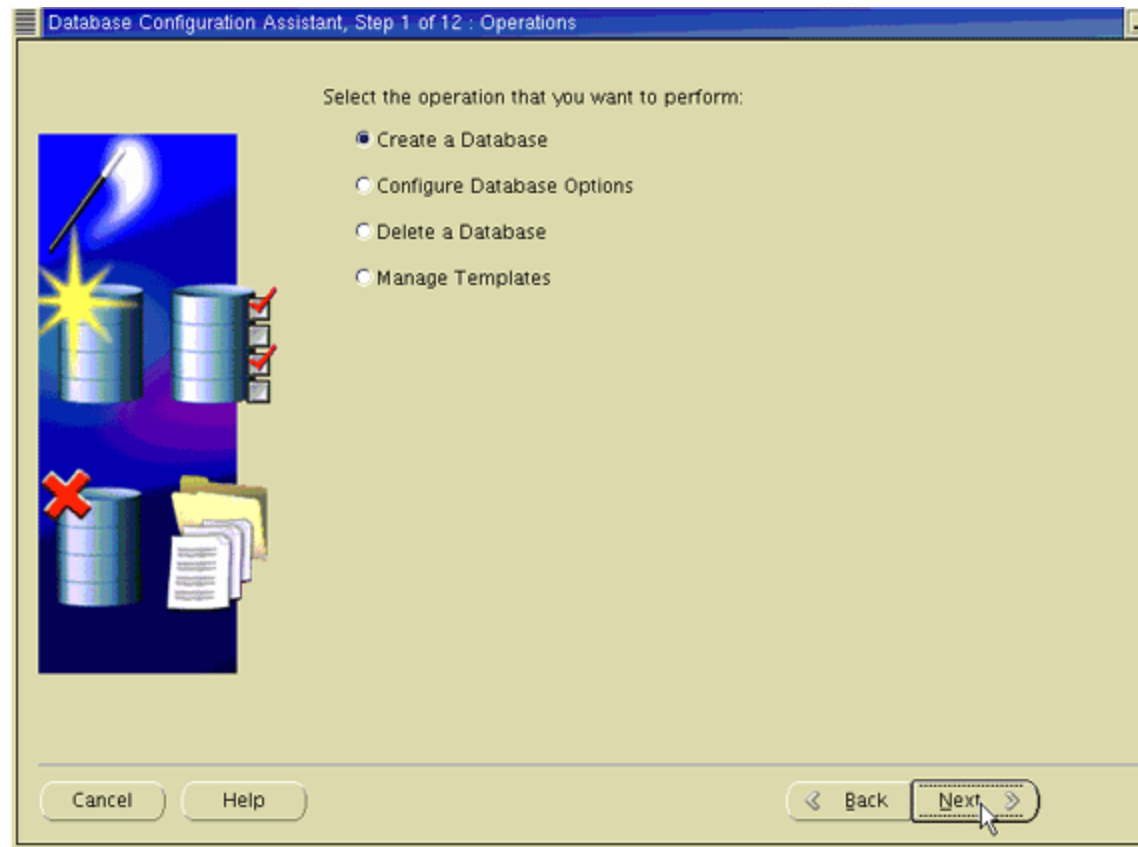 Database Configuration Assistant, Step 1 of 12 : Operations
Select the operation that you want to perform:
Create a Database
Configure Database Options
Delete a Database
Manage Templates
Cancel
Help
Back
Next